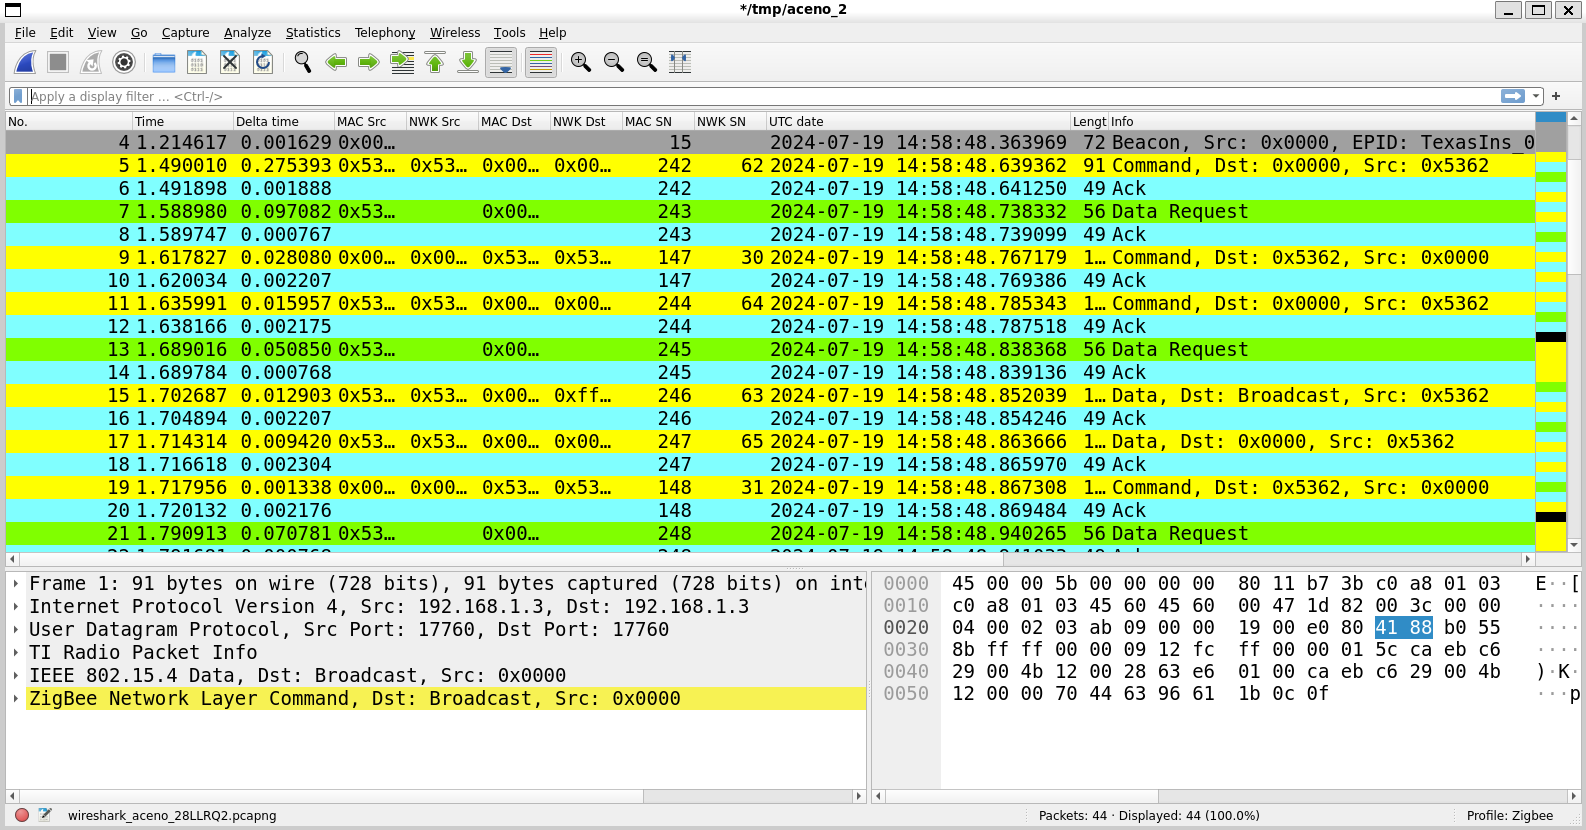 */tmp/aceno_2
File Edit View Go Capture Analyze Statistics Telephony Wireless Tools Help
Apply a display filter ... <Ctrl-/> +
No. Time Delta time MAC Src NWK Src MAC Dst NWK Dst MAC SN NWK SN UTC date Lengt Info
4 1.214617 0.001629 0x00… 15 2024-07-19 14:58:48.363969 72 Beacon, Src: 0x0000, EPID: TexasIns_0
5 1.490010 0.275393 0x53… 0x53… 0x00… 0x00… 242 62 2024-07-19 14:58:48.639362 91 Command, Dst: 0x0000, Src: 0x5362
6 1.491898 0.001888 242 2024-07-19 14:58:48.641250 49 Ack
7 1.588980 0.097082 0x53… 0x00… 243 2024-07-19 14:58:48.738332 56 Data Request
8 1.589747 0.000767 243 2024-07-19 14:58:48.739099 49 Ack
9 1.617827 0.028080 0x00… 0x00… 0x53… 0x53… 147 30 2024-07-19 14:58:48.767179 1… Command, Dst: 0x5362, Src: 0x0000
10 1.620034 0.002207 147 2024-07-19 14:58:48.769386 49 Ack
11 1.635991 0.015957 0x53… 0x53… 0x00… 0x00… 244 64 2024-07-19 14:58:48.785343 1… Command, Dst: 0x0000, Src: 0x5362
12 1.638166 0.002175 244 2024-07-19 14:58:48.787518 49 Ack
13 1.689016 0.050850 0x53… 0x00… 245 2024-07-19 14:58:48.838368 56 Data Request
14 1.689784 0.000768 245 2024-07-19 14:58:48.839136 49 Ack
15 1.702687 0.012903 0x53… 0x53… 0x00… 0xff… 246 63 2024-07-19 14:58:48.852039 1… Data, Dst: Broadcast, Src: 0x5362
16 1.704894 0.002207 246 2024-07-19 14:58:48.854246 49 Ack
17 1.714314 0.009420 0x53… 0x53… 0x00… 0x00… 247 65 2024-07-19 14:58:48.863666 1… Data, Dst: 0x0000, Src: 0x5362
18 1.716618 0.002304 247 2024-07-19 14:58:48.865970 49 Ack
19 1.717956 0.001338 0x00… 0x00… 0x53… 0x53… 148 31 2024-07-19 14:58:48.867308 1… Command, Dst: 0x5362, Src: 0x0000
20 1.720132 0.002176 148 2024-07-19 14:58:48.869484 49 Ack
21 1.790913 0.070781 0x53… 0x00… 248 2024-07-19 14:58:48.940265 56 Data Request
Frame 1: 91 bytes on wire (728 bits), 91 bytes captured (728 bits) on inte
Internet Protocol Version 4, Src: 192.168.1.3, Dst: 192.168.1.3
User Datagram Protocol, Src Port: 17760, Dst Port: 17760
TI Radio Packet Info
IEEE 802.15.4 Data, Dst: Broadcast, Src: 0x0000
ZigBee Network Layer Command, Dst: Broadcast, Src: 0x0000
0000 45 00 00 5b 00 00 00 00 80 11 b7 3b c0 a8 01 03 E··[
0010 c0 a8 01 03 45 60 45 60 00 47 1d 82 00 3c 00 00 ····
0020 04 00 02 03 ab 09 00 00 19 00 e0 80 41 88 b0 55 ····
0030 8b ff ff 00 00 09 12 fc ff 00 00 01 5c ca eb c6 ····
0040 29 00 4b 12 00 28 63 e6 01 00 ca eb c6 29 00 4b )·K·
0050 12 00 00 70 44 63 96 61 1b 0c 0f ···p
wireshark_aceno_28LLRQ2.pcapng Packets: 44 · Displayed: 44 (100.0%) Profile: Zigbee